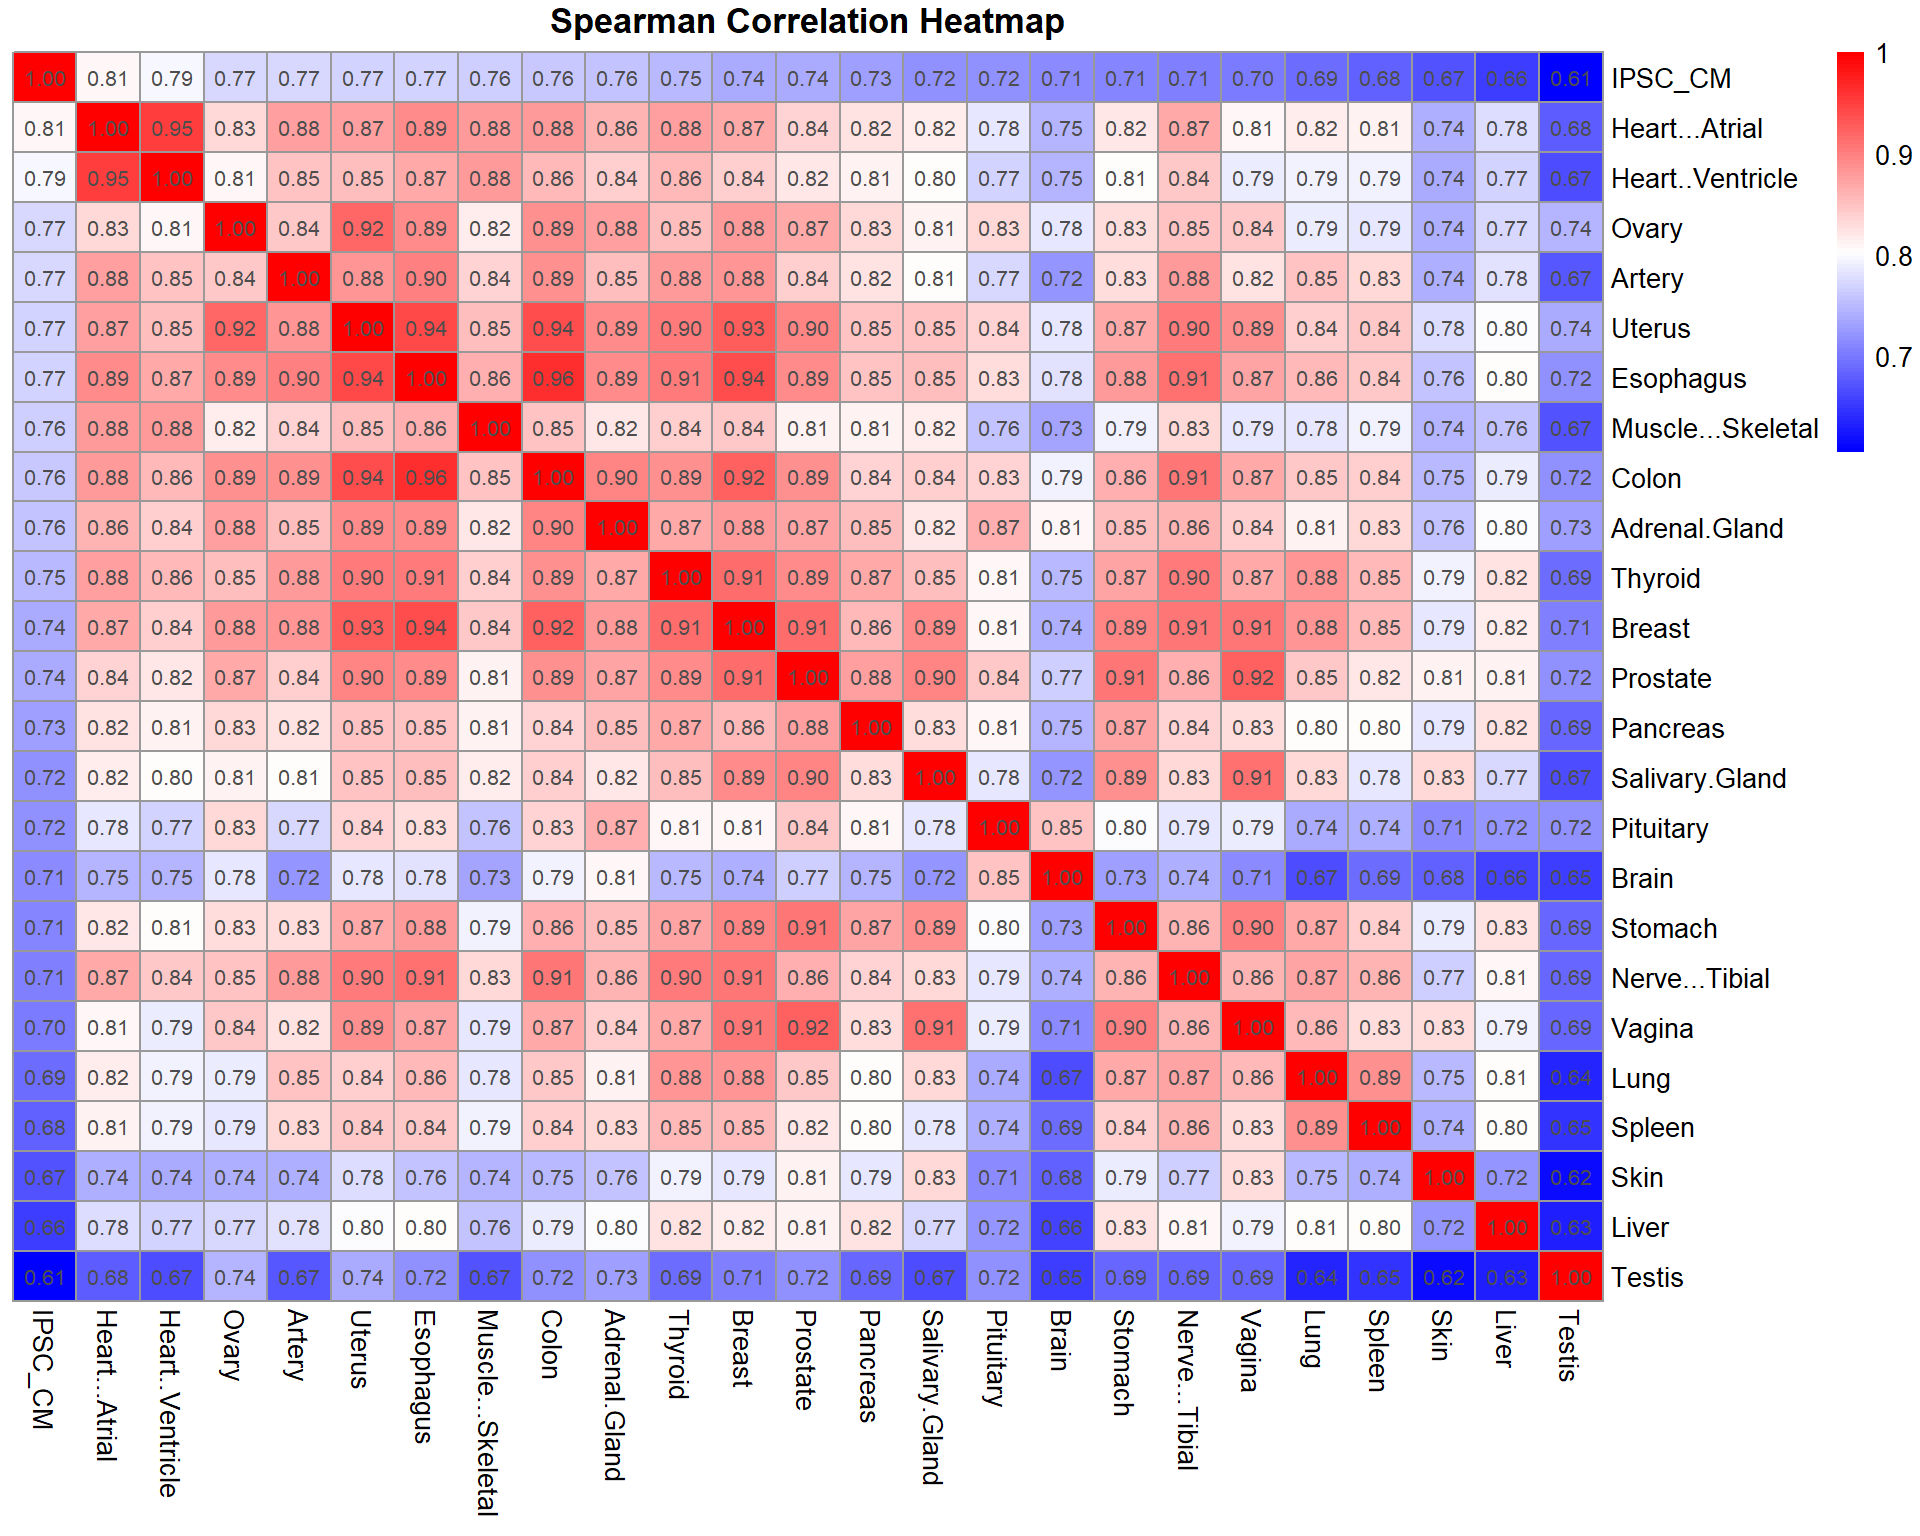 Spearman Correlation Heatmap
1.00 0.81 0.79 0.77 0.77 0.77 0.77 0.76 0.76 0.76 0.75 0.74 0.74 0.73 0.72 0.72 0.71 0.71 0.71 0.70 0.69 0.68 0.67 0.66 0.61 IPSC_CM
0.81 1.00 0.95 0.83 0.88 0.87 0.89 0.88 0.88 0.86 0.88 0.87 0.84 0.82 0.82 0.78 0.75 0.82 0.87 0.81 0.82 0.81 0.74 0.78 0.68 Heart...Atrial
0.79 0.95 1.00 0.81 0.85 0.85 0.87 0.88 0.86 0.84 0.86 0.84 0.82 0.81 0.80 0.77 0.75 0.81 0.84 0.79 0.79 0.79 0.74 0.77 0.67 Heart..Ventricle
0.77 0.83 0.81 1.00 0.84 0.92 0.89 0.82 0.89 0.88 0.85 0.88 0.87 0.83 0.81 0.83 0.78 0.83 0.85 0.84 0.79 0.79 0.74 0.77 0.74 Ovary
0.77 0.88 0.85 0.84 1.00 0.88 0.90 0.84 0.89 0.85 0.88 0.88 0.84 0.82 0.81 0.77 0.72 0.83 0.88 0.82 0.85 0.83 0.74 0.78 0.67 Artery
0.77 0.87 0.85 0.92 0.88 1.00 0.94 0.85 0.94 0.89 0.90 0.93 0.90 0.85 0.85 0.84 0.78 0.87 0.90 0.89 0.84 0.84 0.78 0.80 0.74 Uterus
0.77 0.89 0.87 0.89 0.90 0.94 1.00 0.86 0.96 0.89 0.91 0.94 0.89 0.85 0.85 0.83 0.78 0.88 0.91 0.87 0.86 0.84 0.76 0.80 0.72 Esophagus
0.76 0.88 0.88 0.82 0.84 0.85 0.86 1.00 0.85 0.82 0.84 0.84 0.81 0.81 0.82 0.76 0.73 0.79 0.83 0.79 0.78 0.79 0.74 0.76 0.67 Muscle...Skeletal
0.76 0.88 0.86 0.89 0.89 0.94 0.96 0.85 1.00 0.90 0.89 0.92 0.89 0.84 0.84 0.83 0.79 0.86 0.91 0.87 0.85 0.84 0.75 0.79 0.72 Colon
0.76 0.86 0.84 0.88 0.85 0.89 0.89 0.82 0.90 1.00 0.87 0.88 0.87 0.85 0.82 0.87 0.81 0.85 0.86 0.84 0.81 0.83 0.76 0.80 0.73 Adrenal.Gland
0.75 0.88 0.86 0.85 0.88 0.90 0.91 0.84 0.89 0.87 1.00 0.91 0.89 0.87 0.85 0.81 0.75 0.87 0.90 0.87 0.88 0.85 0.79 0.82 0.69 Thyroid
0.74 0.87 0.84 0.88 0.88 0.93 0.94 0.84 0.92 0.88 0.91 1.00 0.91 0.86 0.89 0.81 0.74 0.89 0.91 0.91 0.88 0.85 0.79 0.82 0.71 Breast
0.74 0.84 0.82 0.87 0.84 0.90 0.89 0.81 0.89 0.87 0.89 0.91 1.00 0.88 0.90 0.84 0.77 0.91 0.86 0.92 0.85 0.82 0.81 0.81 0.72 Prostate
0.73 0.82 0.81 0.83 0.82 0.85 0.85 0.81 0.84 0.85 0.87 0.86 0.88 1.00 0.83 0.81 0.75 0.87 0.84 0.83 0.80 0.80 0.79 0.82 0.69 Pancreas
0.72 0.82 0.80 0.81 0.81 0.85 0.85 0.82 0.84 0.82 0.85 0.89 0.90 0.83 1.00 0.78 0.72 0.89 0.83 0.91 0.83 0.78 0.83 0.77 0.67 Salivary.Gland
0.72 0.78 0.77 0.83 0.77 0.84 0.83 0.76 0.83 0.87 0.81 0.81 0.84 0.81 0.78 1.00 0.85 0.80 0.79 0.79 0.74 0.74 0.71 0.72 0.72 Pituitary
0.71 0.75 0.75 0.78 0.72 0.78 0.78 0.73 0.79 0.81 0.75 0.74 0.77 0.75 0.72 0.85 1.00 0.73 0.74 0.71 0.67 0.69 0.68 0.66 0.65 Brain
0.71 0.82 0.81 0.83 0.83 0.87 0.88 0.79 0.86 0.85 0.87 0.89 0.91 0.87 0.89 0.80 0.73 1.00 0.86 0.90 0.87 0.84 0.79 0.83 0.69 Stomach
0.71 0.87 0.84 0.85 0.88 0.90 0.91 0.83 0.91 0.86 0.90 0.91 0.86 0.84 0.83 0.79 0.74 0.86 1.00 0.86 0.87 0.86 0.77 0.81 0.69 Nerve...Tibial
0.70 0.81 0.79 0.84 0.82 0.89 0.87 0.79 0.87 0.84 0.87 0.91 0.92 0.83 0.91 0.79 0.71 0.90 0.86 1.00 0.86 0.83 0.83 0.79 0.69 Vagina
0.69 0.82 0.79 0.79 0.85 0.84 0.86 0.78 0.85 0.81 0.88 0.88 0.85 0.80 0.83 0.74 0.67 0.87 0.87 0.86 1.00 0.89 0.75 0.81 0.64 Lung
0.68 0.81 0.79 0.79 0.83 0.84 0.84 0.79 0.84 0.83 0.85 0.85 0.82 0.80 0.78 0.74 0.69 0.84 0.86 0.83 0.89 1.00 0.74 0.80 0.65 Spleen
0.67 0.74 0.74 0.74 0.74 0.78 0.76 0.74 0.75 0.76 0.79 0.79 0.81 0.79 0.83 0.71 0.68 0.79 0.77 0.83 0.75 0.74 1.00 0.72 0.62 Skin
0.66 0.78 0.77 0.77 0.78 0.80 0.80 0.76 0.79 0.80 0.82 0.82 0.81 0.82 0.77 0.72 0.66 0.83 0.81 0.79 0.81 0.80 0.72 1.00 0.63 Liver
0.61 0.68 0.67 0.74 0.67 0.74 0.72 0.67 0.72 0.73 0.69 0.71 0.72 0.69 0.67 0.72 0.65 0.69 0.69 0.69 0.64 0.65 0.62 0.63 1.00 Testis
IPSC_CM
Heart...Atrial
Heart..Ventricle
Ovary
Artery
Uterus
Esophagus
Muscle...Skeletal
Colon
Adrenal.Gland
Thyroid
Breast
Prostate
Pancreas
Salivary.Gland
Pituitary
Brain
Stomach
Nerve...Tibial
Vagina
Lung
Spleen
Skin
Liver
Testis
1
0.9
0.8
0.7